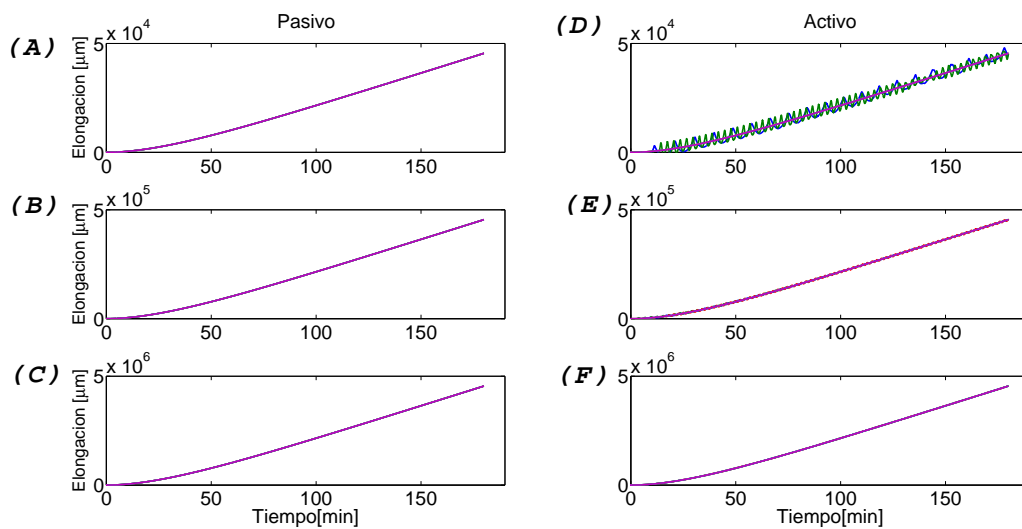 Pasivo
(A)
x 10^4
Elongacion [µm]
5
0
0 50 100 150
(B)
x 10^5
Elongacion [µm]
5
0
0 50 100 150
(C)
x 10^6
Elongacion [µm]
5
0
0 50 100 150
Tiempo[min]
Activo
(D)
x 10^4
5
0
0 50 100 150
(E)
x 10^5
5
0
0 50 100 150
(F)
x 10^6
5
0
0 50 100 150
Tiempo[min]